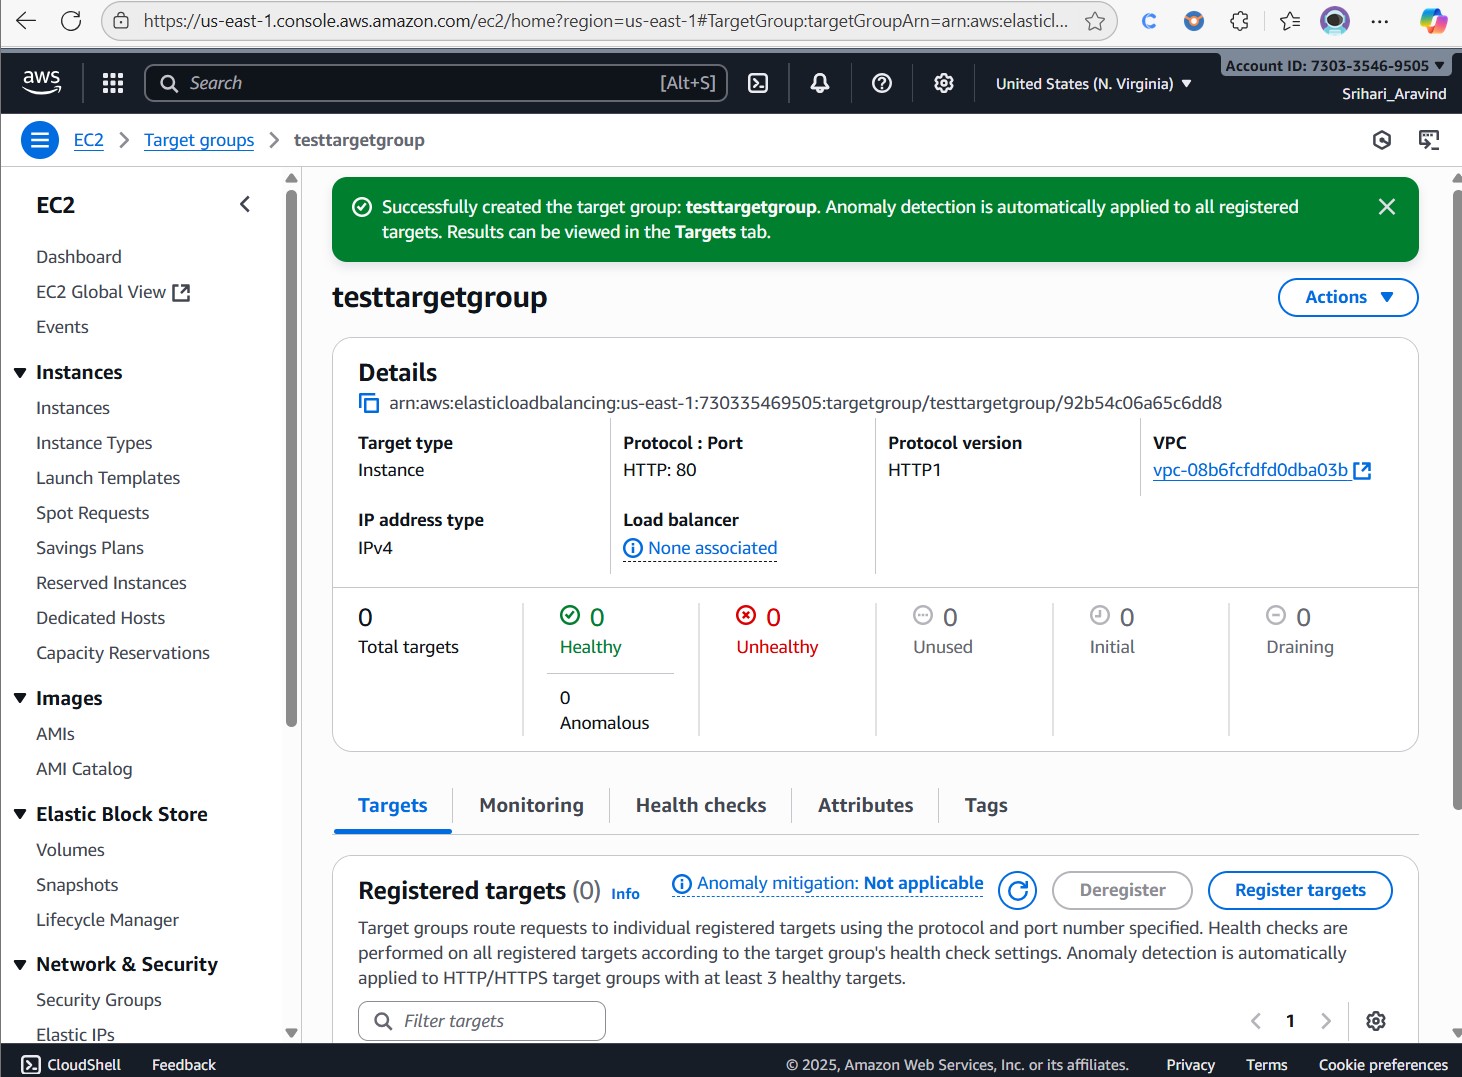 https://us-east-1.console.aws.amazon.com/ec2/home?region=us-east-1#TargetGroup:targetGroupArn=arn:aws:elasticl...
aws
Search [Alt+S]
United States (N. Virginia)
Account ID: 7303-3546-9505
Srihari_Aravind
EC2 > Target groups > testtargetgroup
EC2
Dashboard
EC2 Global View
Events
Instances
Instances
Instance Types
Launch Templates
Spot Requests
Savings Plans
Reserved Instances
Dedicated Hosts
Capacity Reservations
Images
AMIs
AMI Catalog
Elastic Block Store
Volumes
Snapshots
Lifecycle Manager
Network & Security
Security Groups
Elastic IPs
Successfully created the target group: testtargetgroup. Anomaly detection is automatically applied to all registered
targets. Results can be viewed in the Targets tab.
testtargetgroup
Actions
Details
arn:aws:elasticloadbalancing:us-east-1:730335469505:targetgroup/testtargetgroup/92b54c06a65c6dd8
Target type
Instance
Protocol : Port
HTTP: 80
Protocol version
HTTP1
VPC
vpc-08b6fcfdfd0dba03b
IP address type
IPv4
Load balancer
None associated
0
Total targets
0
Healthy
0
Anomalous
0
Unhealthy
0
Unused
0
Initial
0
Draining
Targets
Monitoring
Health checks
Attributes
Tags
Registered targets (0) Info
Anomaly mitigation: Not applicable
Deregister
Register targets
Target groups route requests to individual registered targets using the protocol and port number specified. Health checks are
performed on all registered targets according to the target group's health check settings. Anomaly detection is automatically
applied to HTTP/HTTPS target groups with at least 3 healthy targets.
Filter targets
1
CloudShell
Feedback
© 2025, Amazon Web Services, Inc. or its affiliates.
Privacy
Terms
Cookie preferences